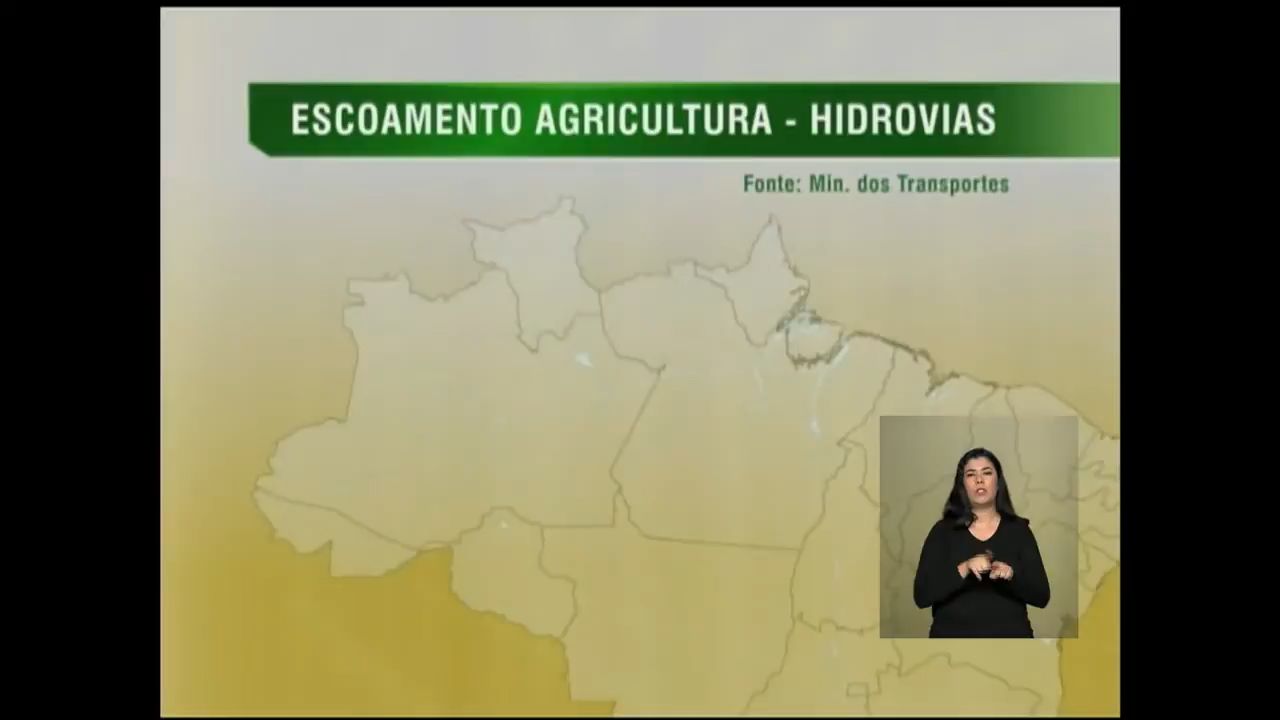 ESCOAMENTO AGRICULTURA - HIDROVIAS
Fonte: Min. dos Transportes